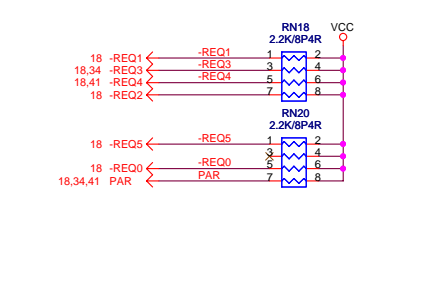 RN18 VCC
2.2K/8P4R
18 -REQ1 -REQ1 1 2
18,34 -REQ3 -REQ3 3 4
18,41 -REQ4 -REQ4 5 6
18 -REQ2 7 8
RN20
2.2K/8P4R
18 -REQ5 -REQ5 1 2
3 4
18 -REQ0 -REQ0 5 6
18,34,41 PAR PAR 7 8